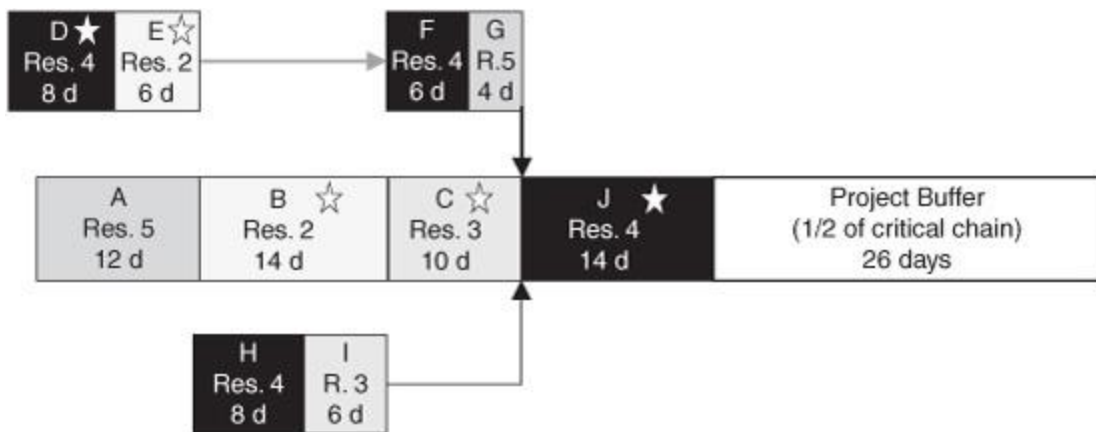 D ★
Res. 4
8 d
E ☆
Res. 2
6 d
F
Res. 4
6 d
G
R.5
4 d
A
Res. 5
12 d
B ☆
Res. 2
14 d
C ☆
Res. 3
10 d
J ★
Res. 4
14 d
Project Buffer
(1/2 of critical chain)
26 days
H
Res. 4
8 d
I
R. 3
6 d